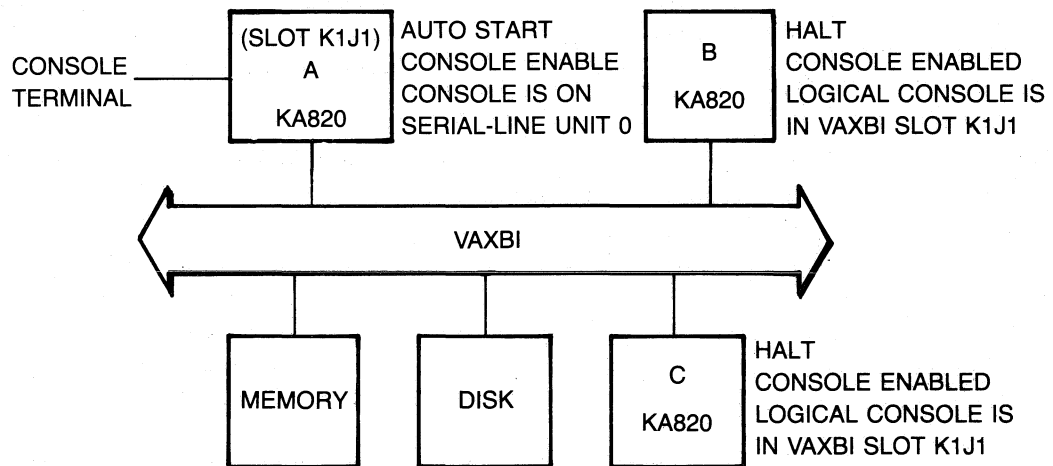 CONSOLE
TERMINAL
(SLOT K1J1)
A
KA820
AUTO START
CONSOLE ENABLE
CONSOLE IS ON
SERIAL-LINE UNIT 0
B
KA820
HALT
CONSOLE ENABLED
LOGICAL CONSOLE IS
IN VAXBI SLOT K1J1
VAXBI
MEMORY
DISK
C
KA820
HALT
CONSOLE ENABLED
LOGICAL CONSOLE IS
IN VAXBI SLOT K1J1